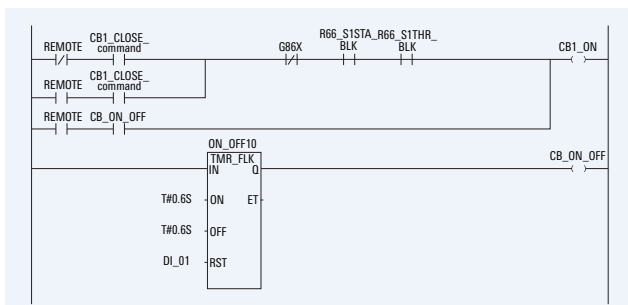 REMOTE CB1_CLOSE_ command G86X R66_S1STA_ BLK R66_S1THR_ BLK CB1_ON
REMOTE CB1_CLOSE_ command
REMOTE CB_ON_OFF
ON_OFF10
TMR_FLK CB_ON_OFF
IN Q
T#0.6S ON ET
T#0.6S OFF
DI_01 RST